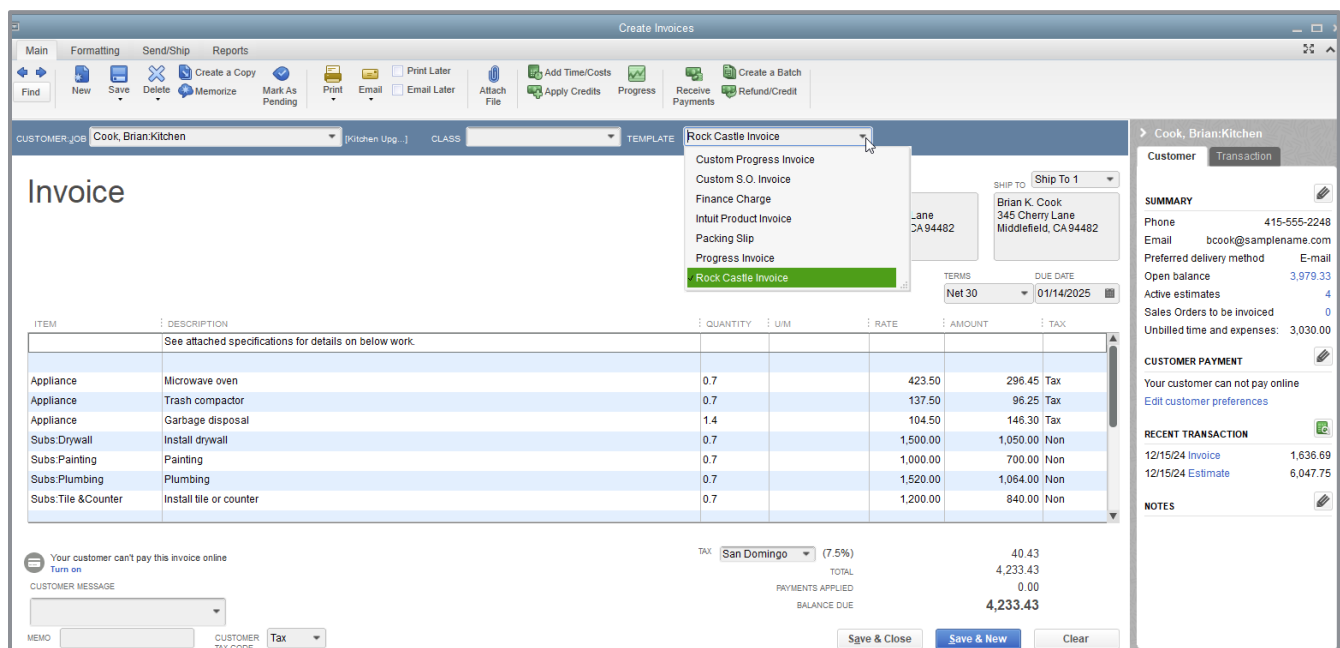 Create Invoices
Main Formatting Send/Ship Reports
Find New Save Delete Create a Copy Memorize Mark As Pending Print Email Print Later Email Later Attach File Add Time/Costs Apply Credits Progress Receive Payments Create a Batch Refund/Credit
CUSTOMER:JOB Cook, Brian:Kitchen [Kitchen Upg...] CLASS TEMPLATE Rock Castle Invoice
Custom Progress Invoice
Custom S.O. Invoice
Finance Charge
Intuit Product Invoice
Packing Slip
Progress Invoice
✓Rock Castle Invoice
Invoice
Lane
CA 94482
SHIP TO Ship To 1
Brian K. Cook
345 Cherry Lane
Middlefield, CA 94482
TERMS DUE DATE
Net 30 01/14/2025
ITEM DESCRIPTION QUANTITY U/M RATE AMOUNT TAX
See attached specifications for details on below work.
Appliance Microwave oven 0.7 423.50 296.45 Tax
Appliance Trash compactor 0.7 137.50 96.25 Tax
Appliance Garbage disposal 1.4 104.50 146.30 Tax
Subs:Drywall Install drywall 0.7 1,500.00 1,050.00 Non
Subs:Painting Painting 0.7 1,000.00 700.00 Non
Subs:Plumbing Plumbing 0.7 1,520.00 1,064.00 Non
Subs:Tile &Counter Install tile or counter 0.7 1,200.00 840.00 Non
Your customer can't pay this invoice online
Turn on
CUSTOMER MESSAGE
MEMO CUSTOMER TAX CODE Tax
TAX San Domingo (7.5%) 40.43
TOTAL 4,233.43
PAYMENTS APPLIED 0.00
BALANCE DUE 4,233.43
Save & Close Save & New Clear
Cook, Brian:Kitchen
Customer Transaction
SUMMARY
Phone 415-555-2248
Email bcook@samplename.com
Preferred delivery method E-mail
Open balance 3,979.33
Active estimates 4
Sales Orders to be invoiced 0
Unbilled time and expenses: 3,030.00
CUSTOMER PAYMENT
Your customer can not pay online
Edit customer preferences
RECENT TRANSACTION
12/15/24 Invoice 1,636.69
12/15/24 Estimate 6,047.75
NOTES